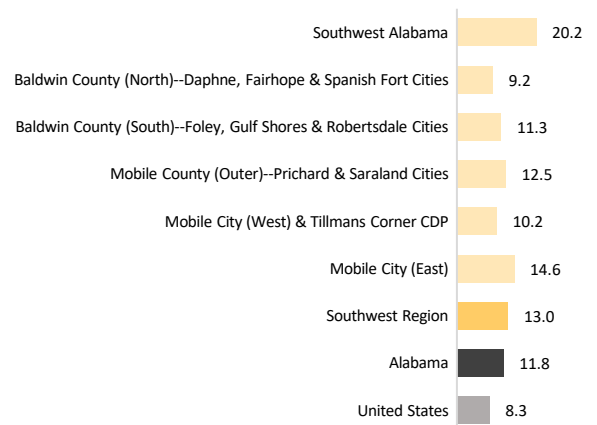 Southwest Alabama 20.2
Baldwin County (North)--Daphne, Fairhope & Spanish Fort Cities 9.2
Baldwin County (South)--Foley, Gulf Shores & Robertsdale Cities 11.3
Mobile County (Outer)--Prichard & Saraland Cities 12.5
Mobile City (West) & Tillmans Corner CDP 10.2
Mobile City (East) 14.6
Southwest Region 13.0
Alabama 11.8
United States 8.3